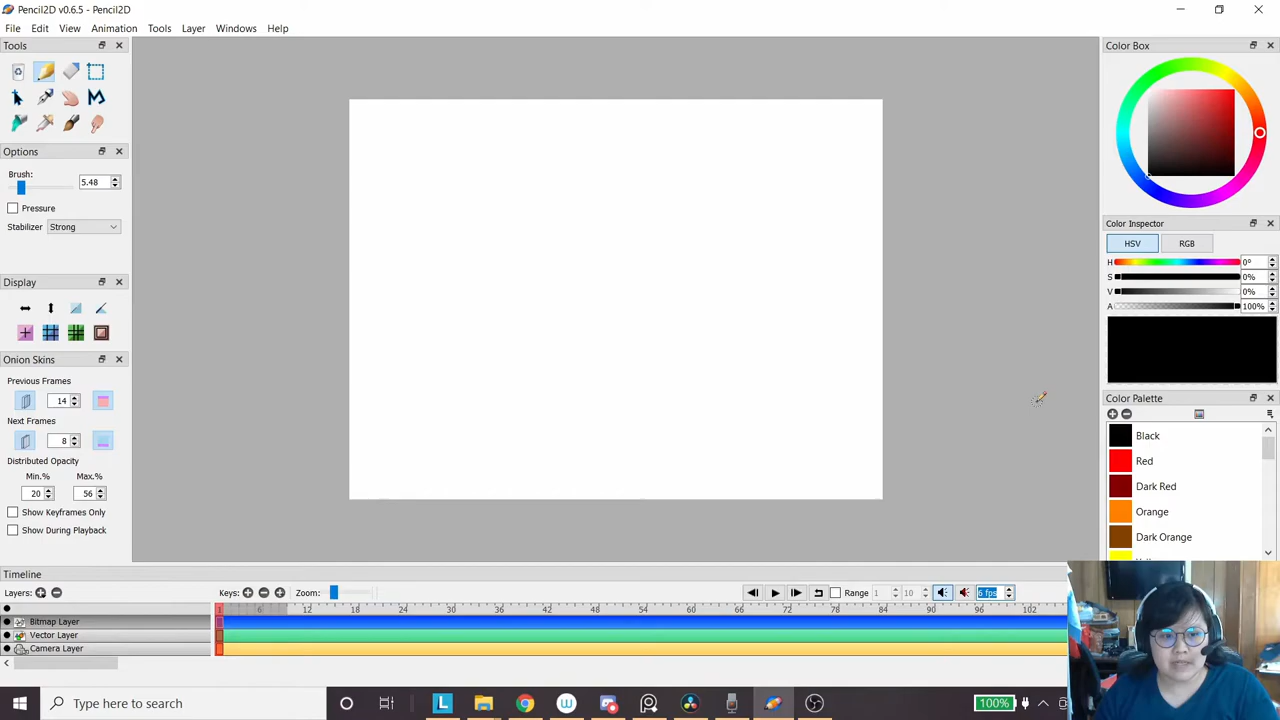 Pencil2D v0.6.5 - Pencil2D
File Edit View Animation Tools Layer Windows Help
Tools
Options
Brush:
5.48
Pressure
Stabilizer Strong
Display
Onion Skins
Previous Frames
14
Next Frames
8
Distributed Opacity
Min.% Max.%
20 56
Show Keyframes Only
Show During Playback
Color Box
Color Inspector
HSV RGB
H 0°
S 0%
V 0%
A 100%
Color Palette
Black
Red
Dark Red
Orange
Dark Orange
Timeline
Layers: Keys: Zoom: Range 1 10 6 fps
1 6 12 18 24 30 36 42 48 54 60 66 72 78 84 90 96 102
Bitmap Layer
Vector Layer
Camera Layer
Type here to search
100%